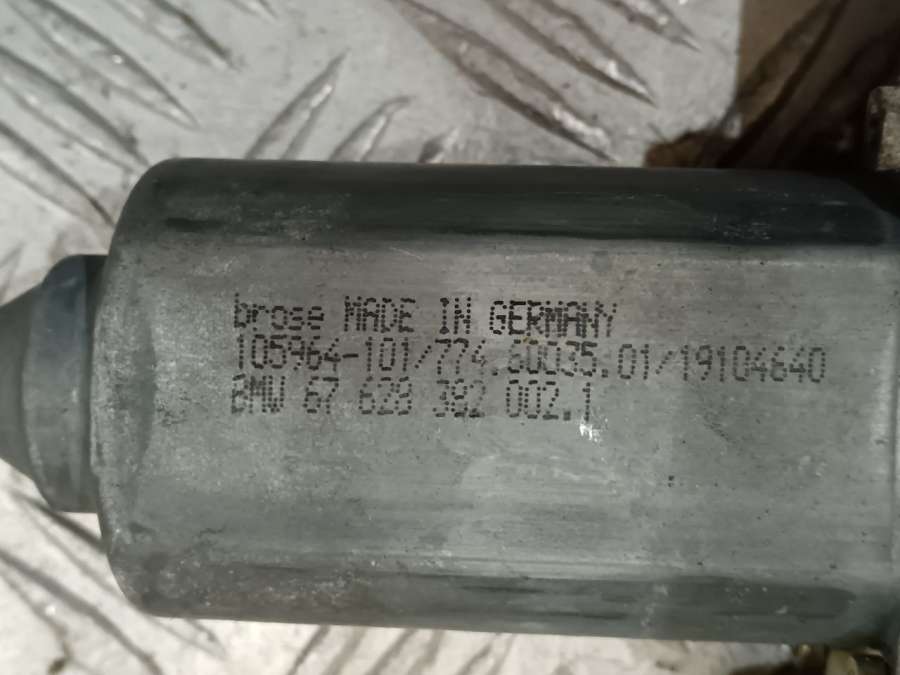 brose MADE IN GERMANY
105964-101/774.60035.01/19104640
BMW 67 628 382 002.1